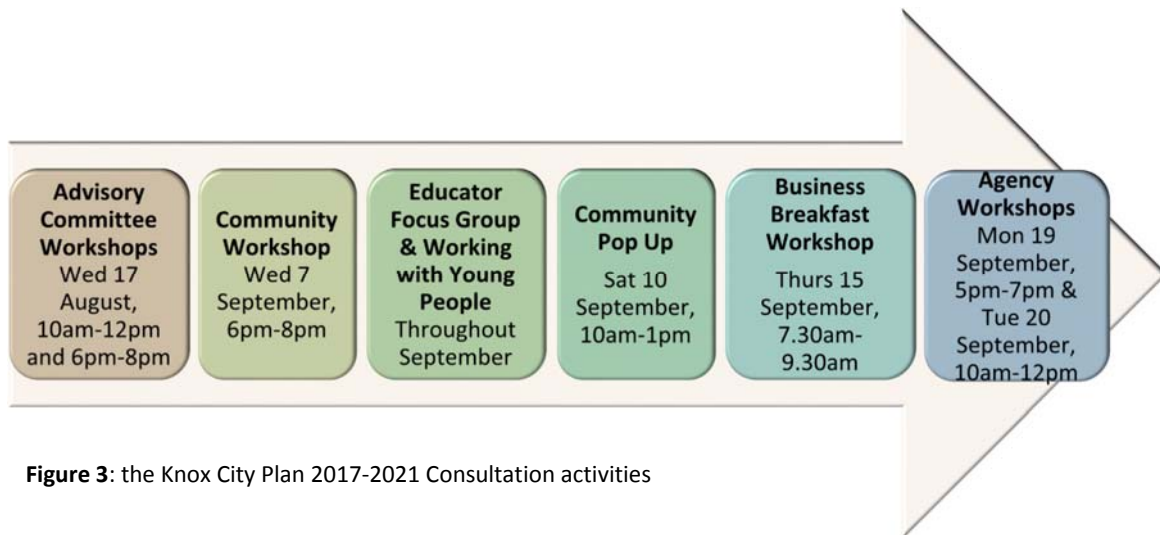 Advisory
Committee
Workshops
Wed 17
August,
10am-12pm
and 6pm-8pm
Community
Workshop
Wed 7
September,
6pm-8pm
Educator
Focus Group
& Working
with Young
People
Throughout
September
Community
Pop Up
Sat 10
September,
10am-1pm
Business
Breakfast
Workshop
Thurs 15
September,
7.30am-
9.30am
Agency
Workshops
Mon 19
September,
5pm-7pm &
Tue 20
September,
10am-12pm
Figure 3: the Knox City Plan 2017-2021 Consultation activities